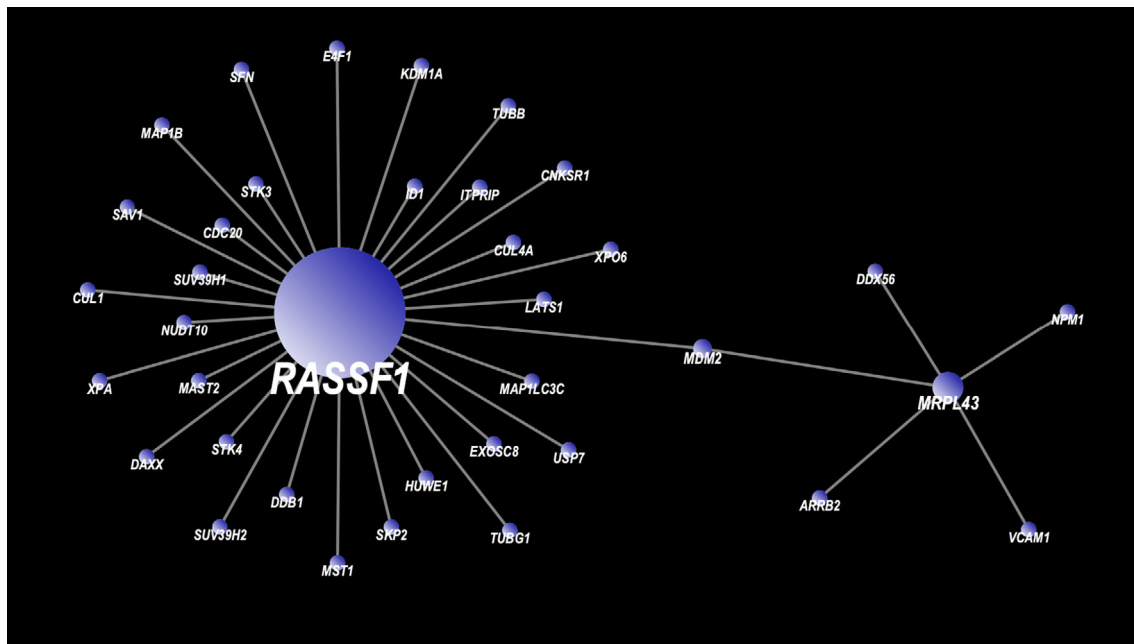 E4F1
SFN
KDM1A
TUBB
MAP1B
CNKSR1
STK3
ID1
ITPRIP
SAV1
CDC20
CUL4A
XPO6
SUV39H1
DDX56
CUL1
LATS1
NPM1
NUDT10
MDM2
RASSF1
XPA
MAST2
MAP1LC3C
MRPL43
STK4
EXOSC8
USP7
DAXX
HUWE1
DDB1
ARRB2
SUV39H2
SKP2
TUBG1
VCAM1
MST1